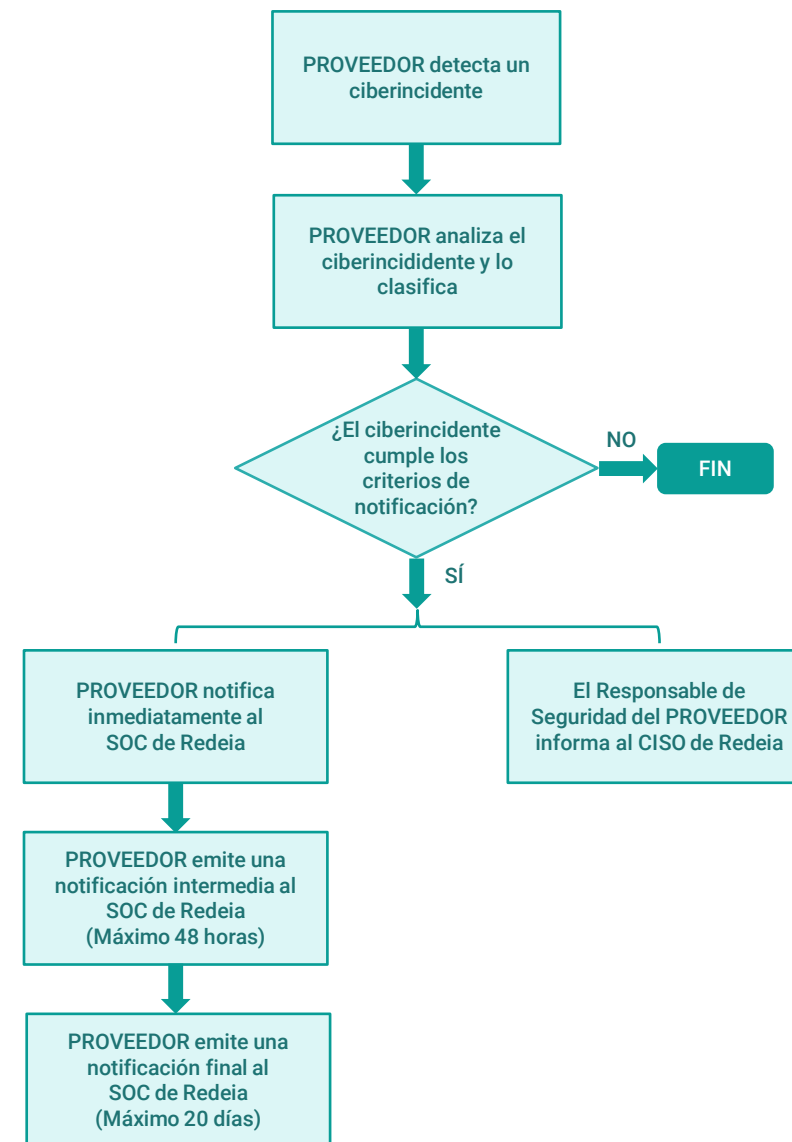 PROVEEDOR detecta un
ciberincidente
PROVEEDOR analiza el
ciberincididente y lo
clasifica
¿El ciberincidente
cumple los
criterios de
notificación?
NO
FIN
SÍ
PROVEEDOR notifica
inmediatamente al
SOC de Redeia
El Responsable de
Seguridad del PROVEEDOR
informa al CISO de Redeia
PROVEEDOR emite una
notificación intermedia al
SOC de Redeia
(Máximo 48 horas)
PROVEEDOR emite una
notificación final al
SOC de Redeia
(Máximo 20 días)